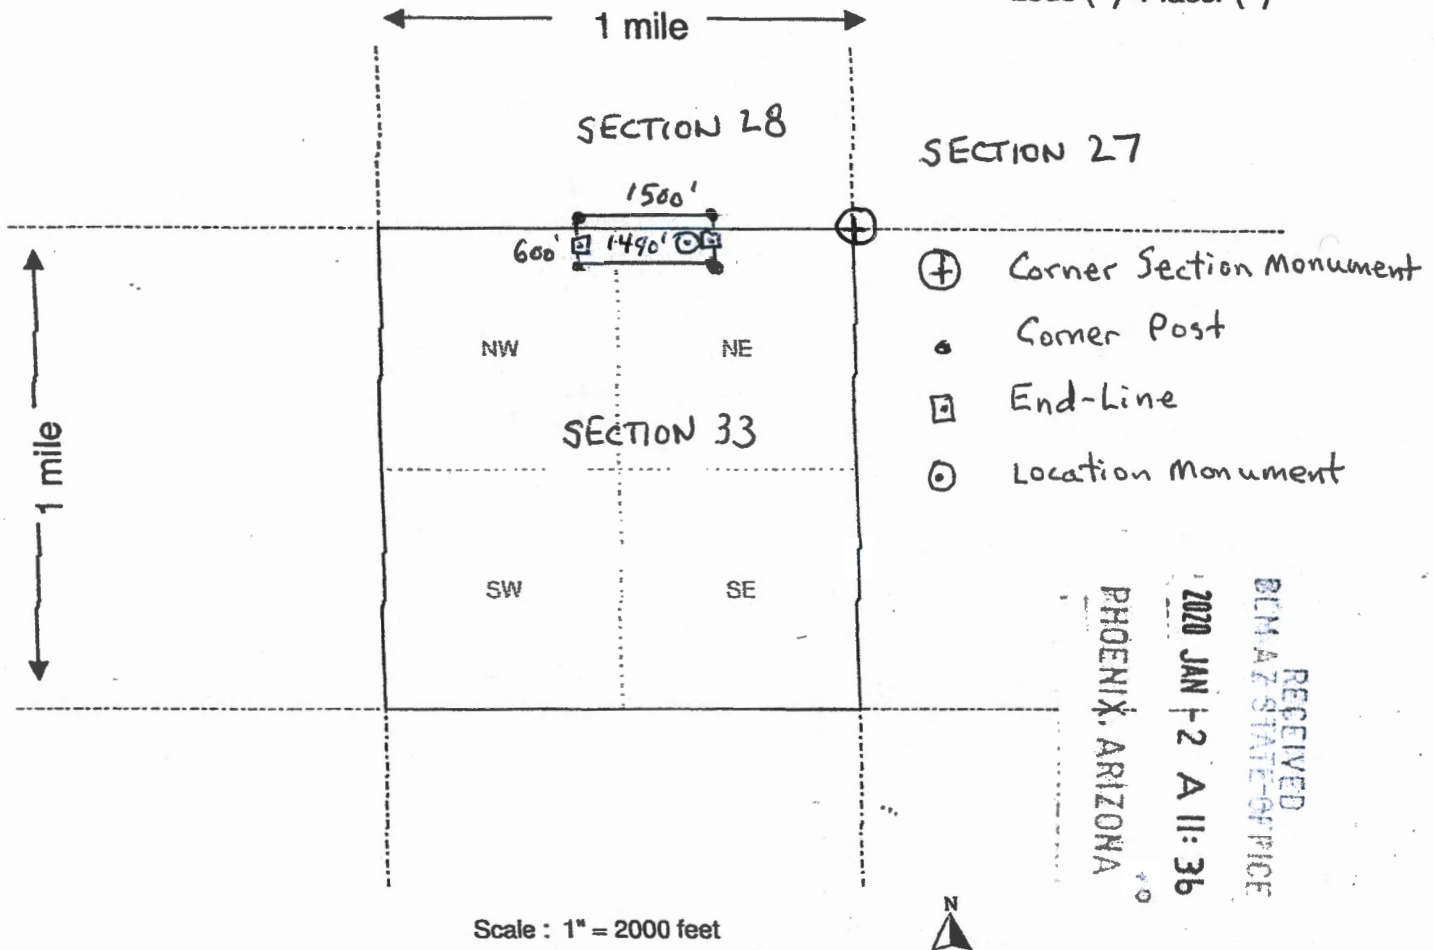 1 mile
SECTION 28
SECTION 27
1500'
600'
1490'
Corner Section Monument
Corner Post
End-Line
Location Monument
NW
NE
1 mile
SECTION 33
SW
SE
RECEIVED
BLM AZ STATE OFFICE
2020 JAN -2 A 11:36
PHOENIX, ARIZONA
Scale : 1" = 2000 feet
N